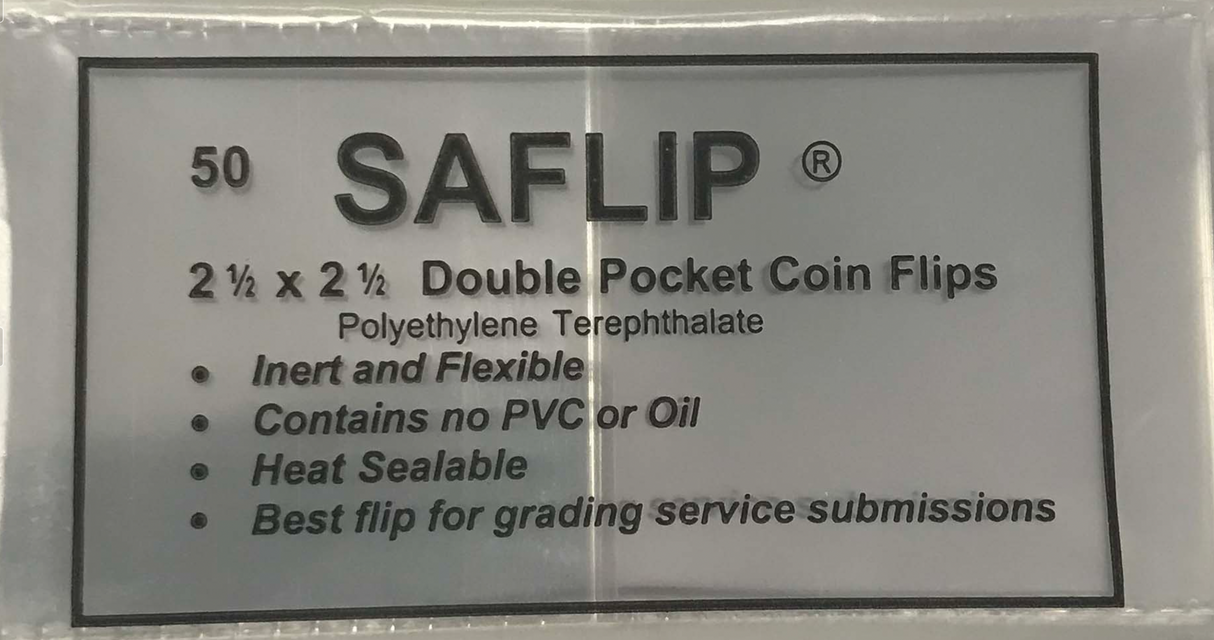 50 SAFLIP ®
2 ½ x 2 ½ Double Pocket Coin Flips
Polyethylene Terephthalate
• Inert and Flexible
• Contains no PVC or Oil
• Heat Sealable
• Best flip for grading service submissions